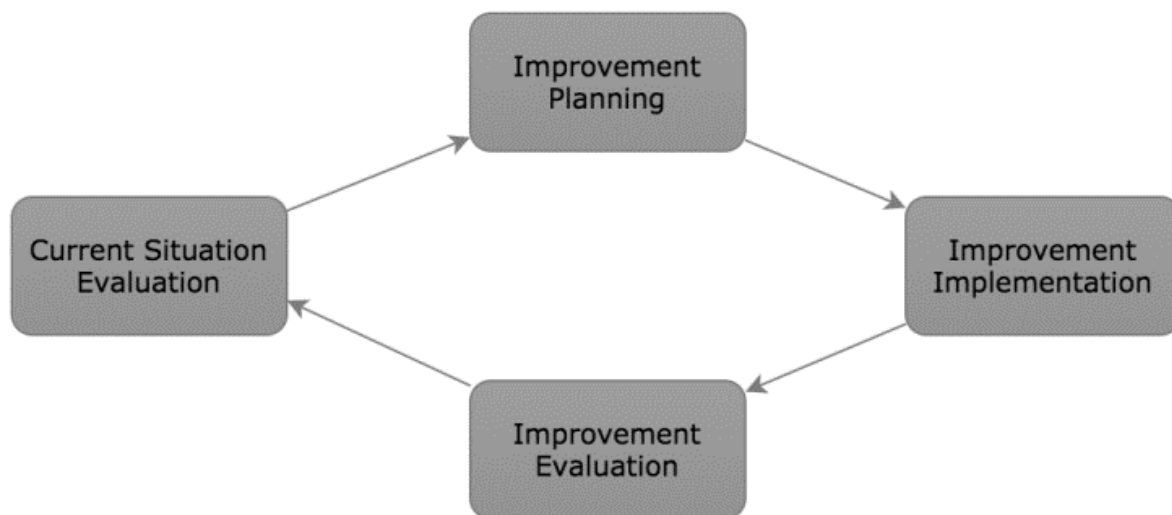 Improvement
Planning
Current Situation
Evaluation
Improvement
Implementation
Improvement
Evaluation